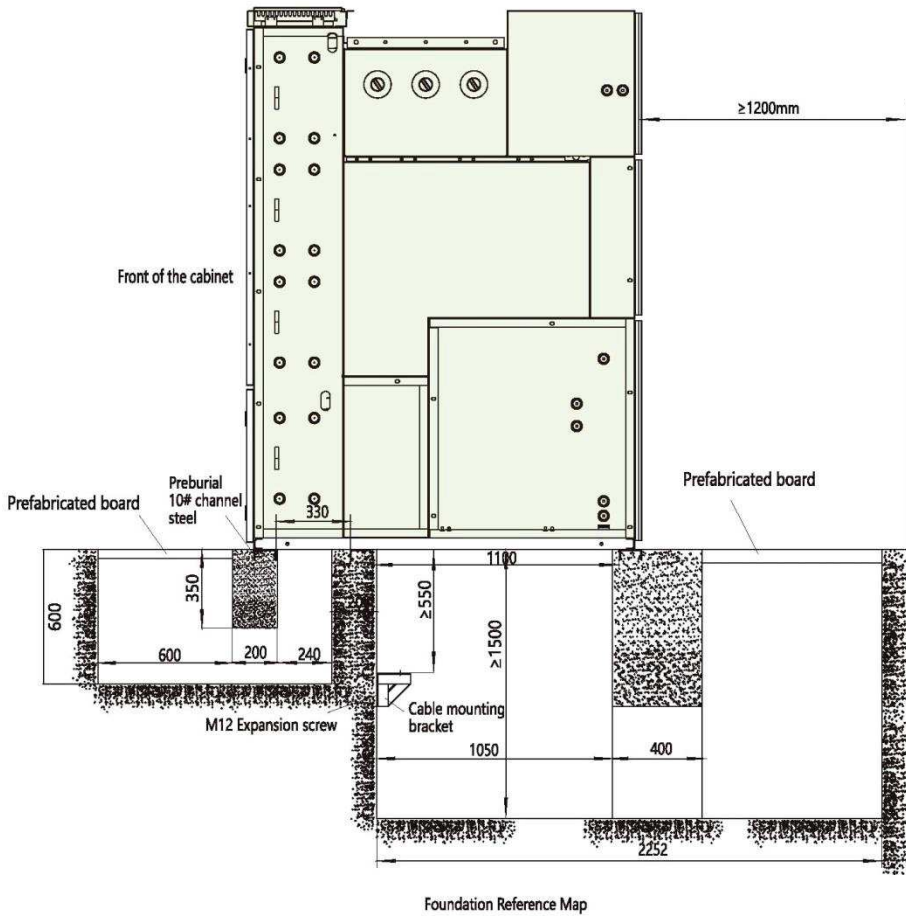 ≥1200mm
Front of the cabinet
Preburial
10# channel
steel
Prefabricated board
330
Prefabricated board
1100
350
≥550
600
≥1500
600
200
240
M12 Expansion screw
Cable mounting
bracket
1050
400
2252
Foundation Reference Map